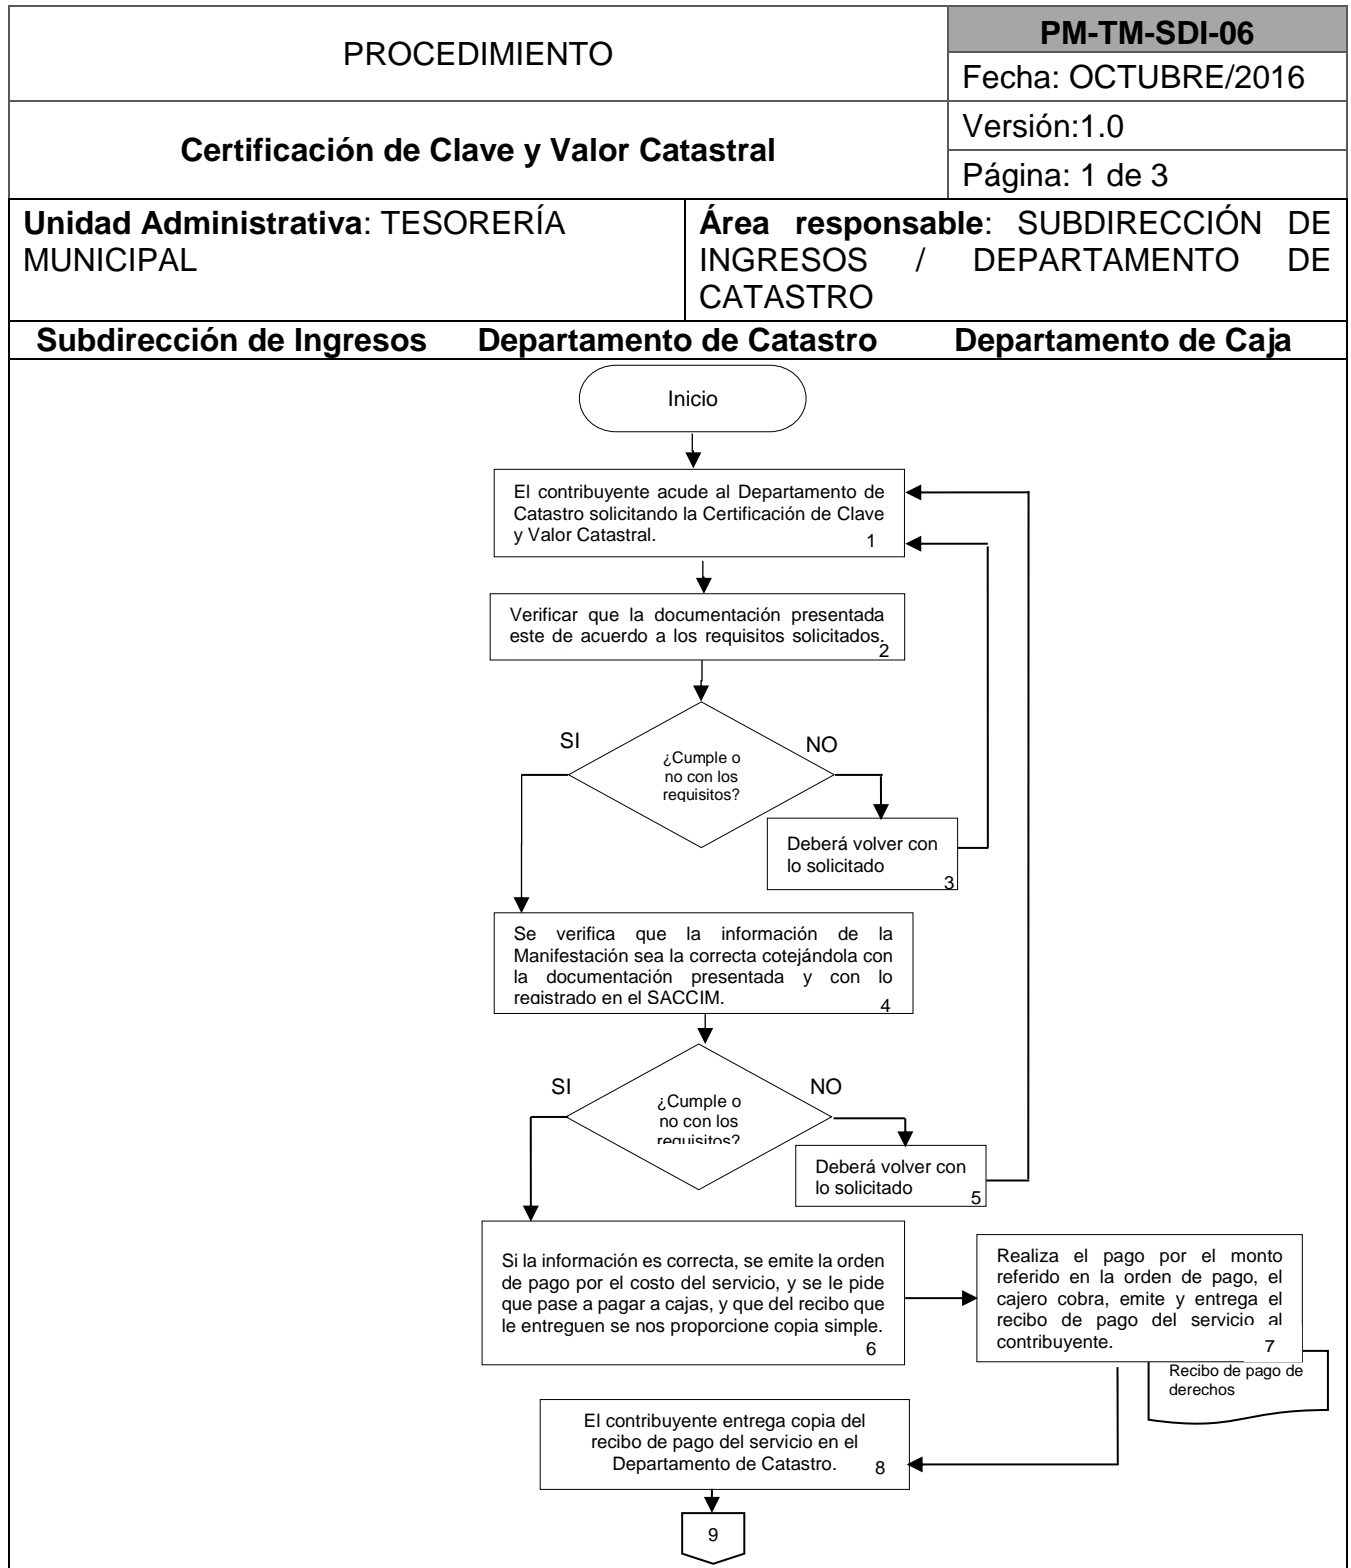 PROCEDIMIENTO
PM-TM-SDI-06
Fecha: OCTUBRE/2016
Certificación de Clave y Valor Catastral
Versión:1.0
Página: 1 de 3
Unidad Administrativa: TESORERÍA
MUNICIPAL
Área responsable: SUBDIRECCIÓN DE
INGRESOS / DEPARTAMENTO DE
CATASTRO
Subdirección de Ingresos Departamento de Catastro Departamento de Caja
Inicio
El contribuyente acude al Departamento de
Catastro solicitando la Certificación de Clave
y Valor Catastral. 1
Verificar que la documentación presentada
este de acuerdo a los requisitos solicitados.
2
SI
NO
¿Cumple o
no con los
requisitos?
Deberá volver con
lo solicitado
3
Se verifica que la información de la
Manifestación sea la correcta cotejándola con
la documentación presentada y con lo
registrado en el SACCIM.
4
SI
NO
¿Cumple o
no con los
requisitos?
Deberá volver con
lo solicitado
5
Si la información es correcta, se emite la orden
de pago por el costo del servicio, y se le pide
que pase a pagar a cajas, y que del recibo que
le entreguen se nos proporcione copia simple.
6
Realiza el pago por el monto
referido en la orden de pago, el
cajero cobra, emite y entrega el
recibo de pago del servicio al
contribuyente. 7
Recibo de pago de
derechos
El contribuyente entrega copia del
recibo de pago del servicio en el
Departamento de Catastro. 8
9